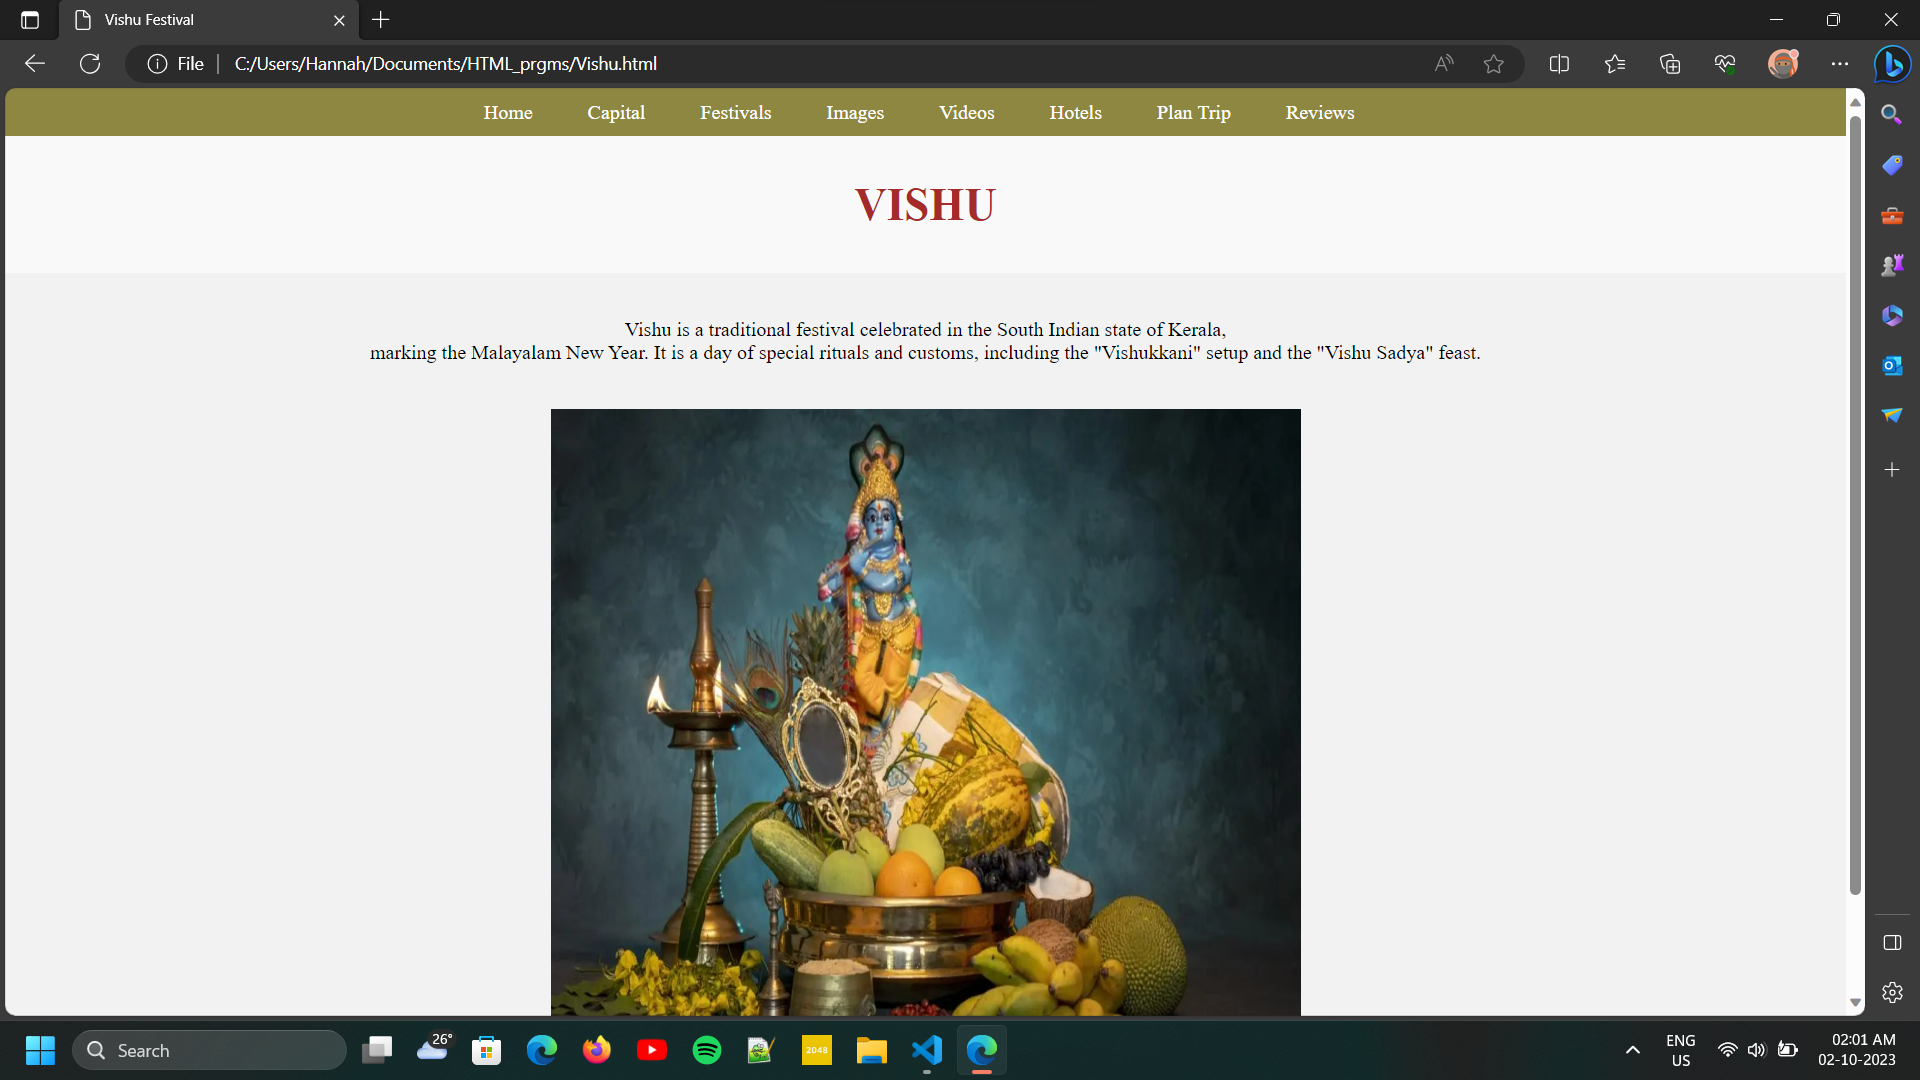 Vishu Festival
File
C:/Users/Hannah/Documents/HTML_prgms/Vishu.html
Home Capital Festivals Images Videos Hotels Plan Trip Reviews
VISHU
Vishu is a traditional festival celebrated in the South Indian state of Kerala,
marking the Malayalam New Year. It is a day of special rituals and customs, including the "Vishukkani" setup and the "Vishu Sadya" feast.
Search
26°
2048
ENG
US
02:01 AM
02-10-2023